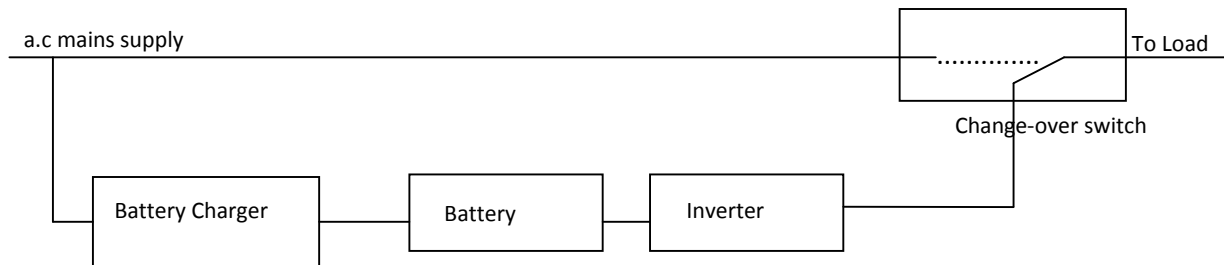 a.c mains supply
To Load
Change-over switch
Battery Charger
Battery
Inverter